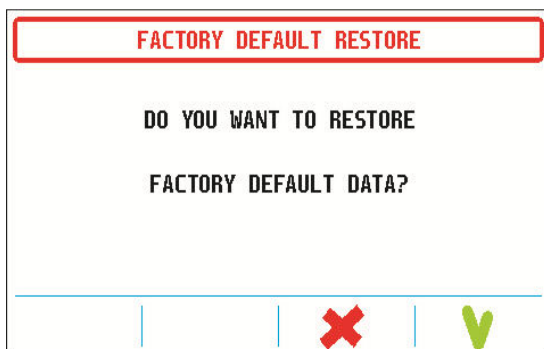 FACTORY DEFAULT RESTORE
DO YOU WANT TO RESTORE
FACTORY DEFAULT DATA?